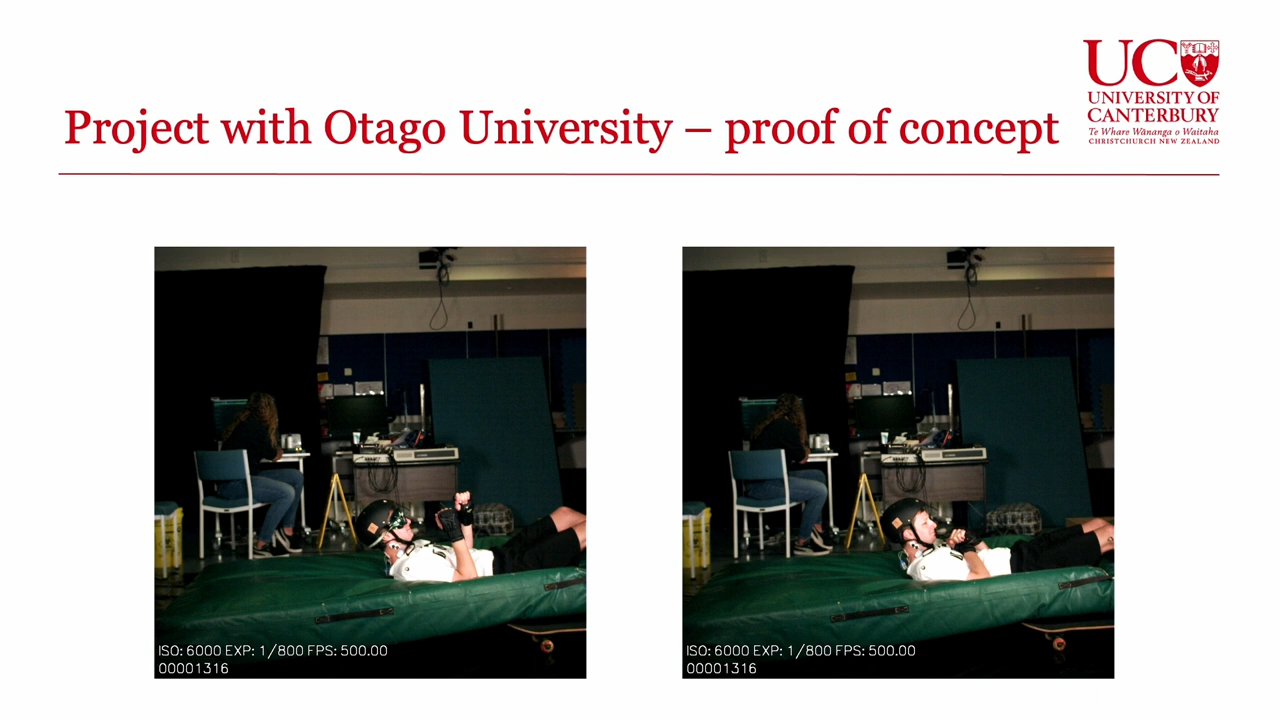 Project with Otago University – proof of concept
UC
UNIVERSITY OF
CANTERBURY
Te Whare Wānanga o Waitaha
CHRISTCHURCH NEW ZEALAND
ISO: 6000 EXP: 1/800 FPS: 500.00
00001316
ISO: 6000 EXP: 1/800 FPS: 500.00
00001316